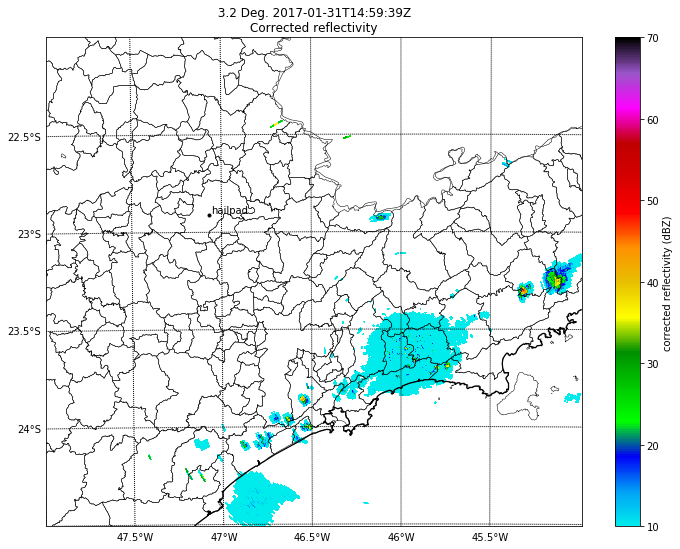 3.2 Deg. 2017-01-31T14:59:39Z
Corrected reflectivity
70
22.5°S
60
hailpad
23°S
50
corrected reflectivity (dBZ)
40
23.5°S
30
24°S
20
10
47.5°W
47°W
46.5°W
46°W
45.5°W